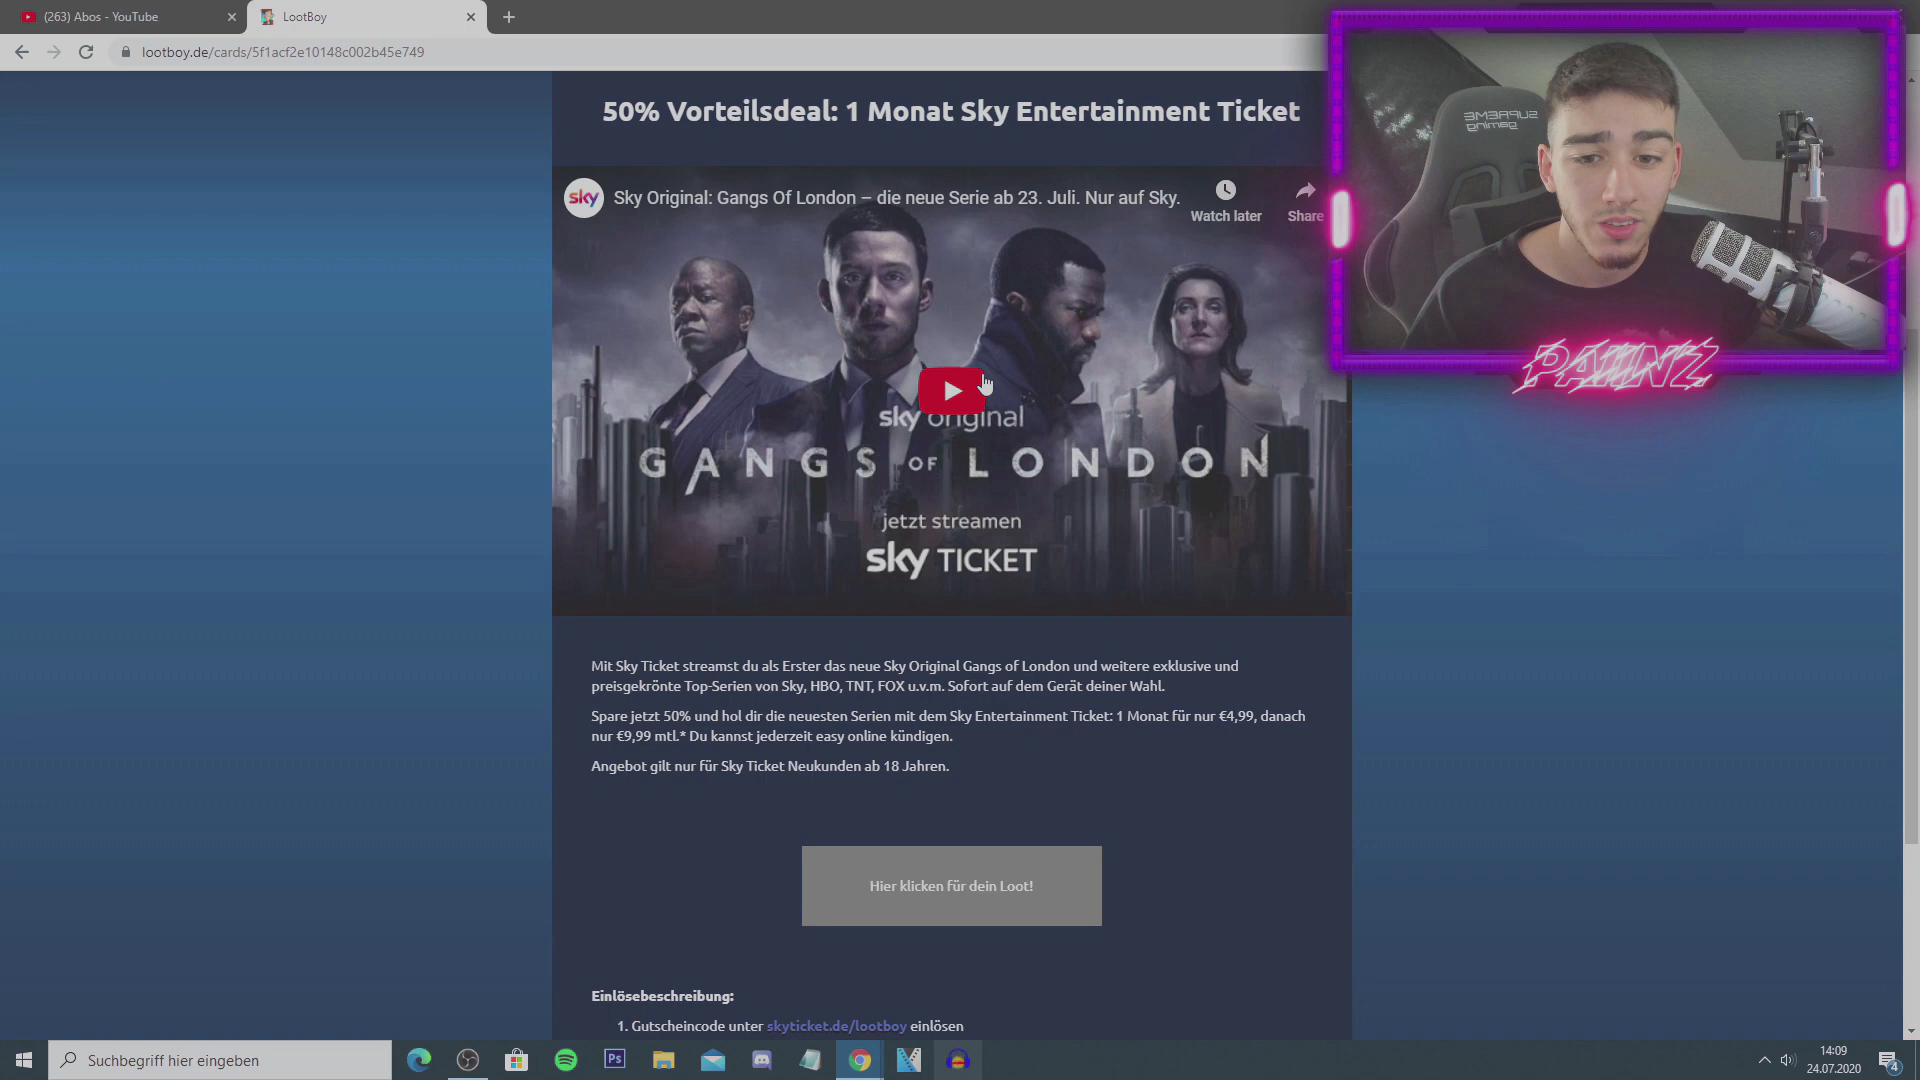 (263) Abos - YouTube
LootBoy
lootboy.de/cards/5f1acf2e10148c002b45e749
50% Vorteilsdeal: 1 Monat Sky Entertainment Ticket
sky
Sky Original: Gangs Of London – die neue Serie ab 23. Juli. Nur auf Sky.
Watch later
Share
SUPREME
gaming
PAIINZ
sky original
GANGS OF LONDON
jetzt streamen
sky TICKET
Mit Sky Ticket streamst du als Erster das neue Sky Original Gangs of London und weitere exklusive und
preisgekrönte Top-Serien von Sky, HBO, TNT, FOX u.v.m. Sofort auf dem Gerät deiner Wahl.
Spare jetzt 50% und hol dir die neuesten Serien mit dem Sky Entertainment Ticket: 1 Monat für nur €4,99, danach
nur €9,99 mtl.* Du kannst jederzeit easy online kündigen.
Angebot gilt nur für Sky Ticket Neukunden ab 18 Jahren.
Hier klicken für dein Loot!
Einlösebeschreibung:
1. Gutscheincode unter skyticket.de/lootboy einlösen
Suchbegriff hier eingeben
Ps
14:09
24.07.2020
4